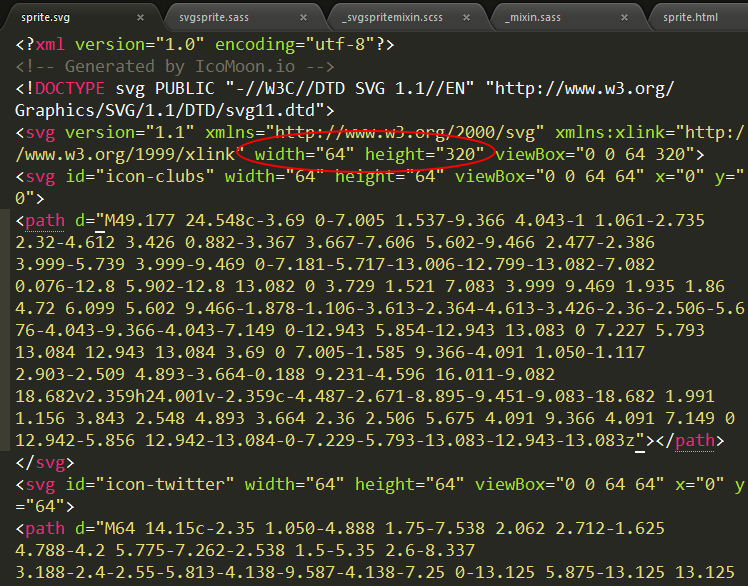 sprite.svg × svgsprite.sass × _svgspritemixin.scss × _mixin.sass × sprite.html
<?xml version="1.0" encoding="utf-8"?>
<!-- Generated by IcoMoon.io -->
<!DOCTYPE svg PUBLIC "-//W3C//DTD SVG 1.1//EN" "http://www.w3.org/
Graphics/SVG/1.1/DTD/svg11.dtd">
<svg version="1.1" xmlns="http://www.w3.org/2000/svg" xmlns:xlink="http:/
/www.w3.org/1999/xlink" width="64" height="320" viewBox="0 0 64 320">
<svg id="icon-clubs" width="64" height="64" viewBox="0 0 64 64" x="0" y="
0">
<path d="M49.177 24.548c-3.69 0-7.005 1.537-9.366 4.043-1 1.061-2.735
2.32-4.612 3.426 0.882-3.367 3.667-7.606 5.602-9.466 2.477-2.386
3.999-5.739 3.999-9.469 0-7.181-5.717-13.006-12.799-13.082-7.082
0.076-12.8 5.902-12.8 13.082 0 3.729 1.521 7.083 3.999 9.469 1.935 1.86
4.72 6.099 5.602 9.466-1.878-1.106-3.613-2.364-4.613-3.426-2.36-2.506-5.6
76-4.043-9.366-4.043-7.149 0-12.943 5.854-12.943 13.083 0 7.227 5.793
13.084 12.943 13.084 3.69 0 7.005-1.585 9.366-4.091 1.050-1.117
2.903-2.509 4.893-3.664-0.188 9.231-4.596 16.011-9.082
18.682v2.359h24.001v-2.359c-4.487-2.671-8.895-9.451-9.083-18.682 1.991
1.156 3.843 2.548 4.893 3.664 2.36 2.506 5.675 4.091 9.366 4.091 7.149 0
12.942-5.856 12.942-13.084-0-7.229-5.793-13.083-12.943-13.083z"></path>
</svg>
<svg id="icon-twitter" width="64" height="64" viewBox="0 0 64 64" x="0" y
="64">
<path d="M64 14.15c-2.35 1.050-4.888 1.75-7.538 2.062 2.712-1.625
4.788-4.2 5.775-7.262-2.538 1.5-5.35 2.6-8.337
3.188-2.4-2.55-5.813-4.138-9.587-4.138-7.25 0-13.125 5.875-13.125 13.125